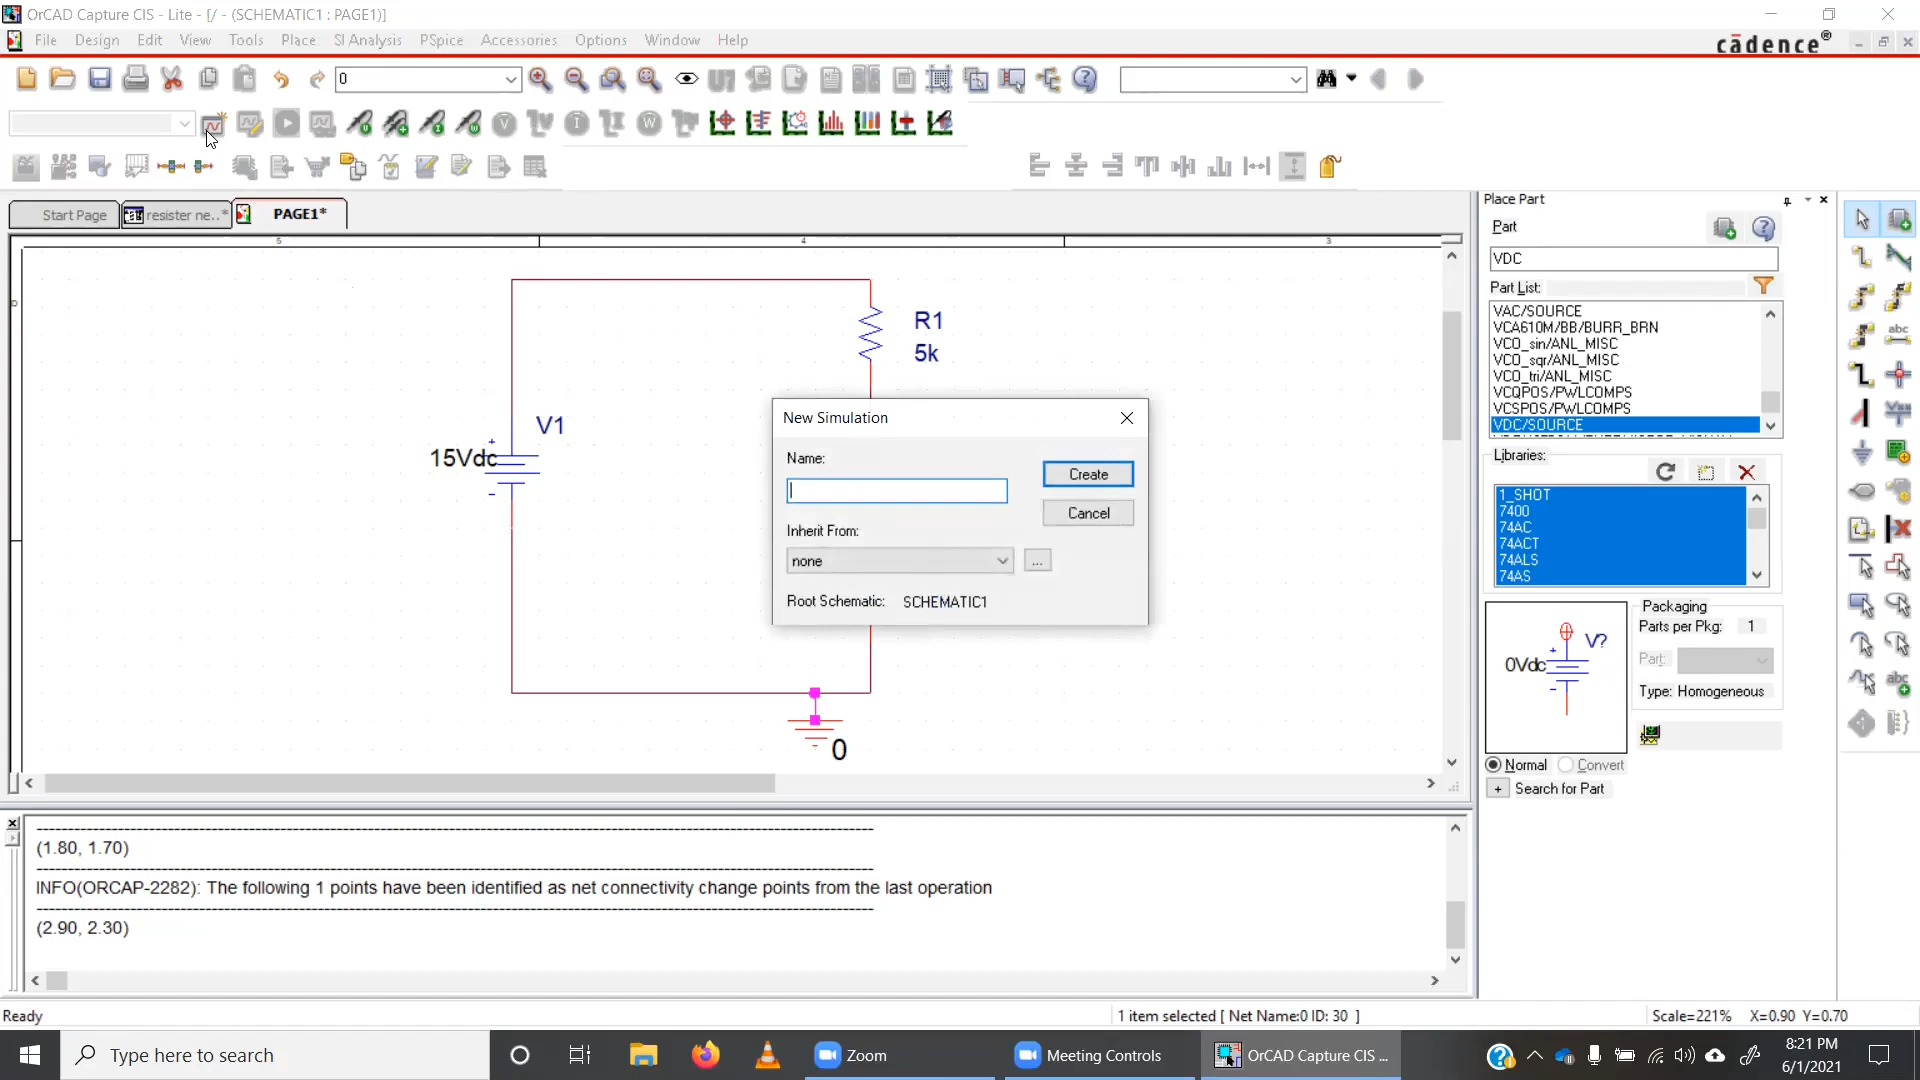 OrCAD Capture CIS - Lite - [/ - (SCHEMATIC1 : PAGE1)]
File Design Edit View Tools Place SI Analysis PSpice Accessories Options Window Help
cādence®
0
Start Page
resister ne..*
PAGE1*
5
4
3
R1
5k
V1
15Vdc
+
-
0
New Simulation
Name:
Create
Cancel
Inherit From:
none
...
Root Schematic: SCHEMATIC1
Place Part
Part
VDC
Part List:
VAC/SOURCE
VCA610M/BB/BURR_BRN
VCO_sin/ANL_MISC
VCO_sqr/ANL_MISC
VCO_tri/ANL_MISC
VCQPOS/PWLCOMPS
VCSPOS/PWLCOMPS
VDC/SOURCE
Libraries:
1_SHOT
7400
74AC
74ACT
74ALS
74AS
V?
0Vdc
+
-
Packaging
Parts per Pkg: 1
Part:
Type: Homogeneous
Normal Convert
+ Search for Part
(1.80, 1.70)
INFO(ORCAP-2282): The following 1 points have been identified as net connectivity change points from the last operation
(2.90, 2.30)
Ready
1 item selected [ Net Name:0 ID: 30 ]
Scale=221% X=0.90 Y=0.70
Type here to search
Zoom
Meeting Controls
OrCAD Capture CIS ...
8:21 PM
6/1/2021